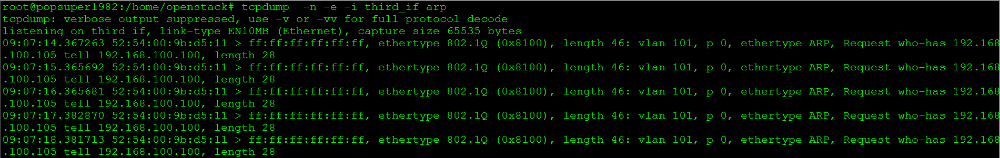 root@popsuper1982:/home/openstack# tcpdump  -n -e -i third_if arp
tcpdump: verbose output suppressed, use -v or -vv for full protocol decode
listening on third_if, link-type EN10MB (Ethernet), capture size 65535 bytes
09:07:14.367263 52:54:00:9b:d5:11 > ff:ff:ff:ff:ff:ff, ethertype 802.1Q (0x8100), length 46: vlan 101, p 0, ethertype ARP, Request who-has 192.168
.100.105 tell 192.168.100.100, length 28
09:07:15.365692 52:54:00:9b:d5:11 > ff:ff:ff:ff:ff:ff, ethertype 802.1Q (0x8100), length 46: vlan 101, p 0, ethertype ARP, Request who-has 192.168
.100.105 tell 192.168.100.100, length 28
09:07:16.365681 52:54:00:9b:d5:11 > ff:ff:ff:ff:ff:ff, ethertype 802.1Q (0x8100), length 46: vlan 101, p 0, ethertype ARP, Request who-has 192.168
.100.105 tell 192.168.100.100, length 28
09:07:17.382870 52:54:00:9b:d5:11 > ff:ff:ff:ff:ff:ff, ethertype 802.1Q (0x8100), length 46: vlan 101, p 0, ethertype ARP, Request who-has 192.168
.100.105 tell 192.168.100.100, length 28
09:07:18.381713 52:54:00:9b:d5:11 > ff:ff:ff:ff:ff:ff, ethertype 802.1Q (0x8100), length 46: vlan 101, p 0, ethertype ARP, Request who-has 192.168
.100.105 tell 192.168.100.100, length 28